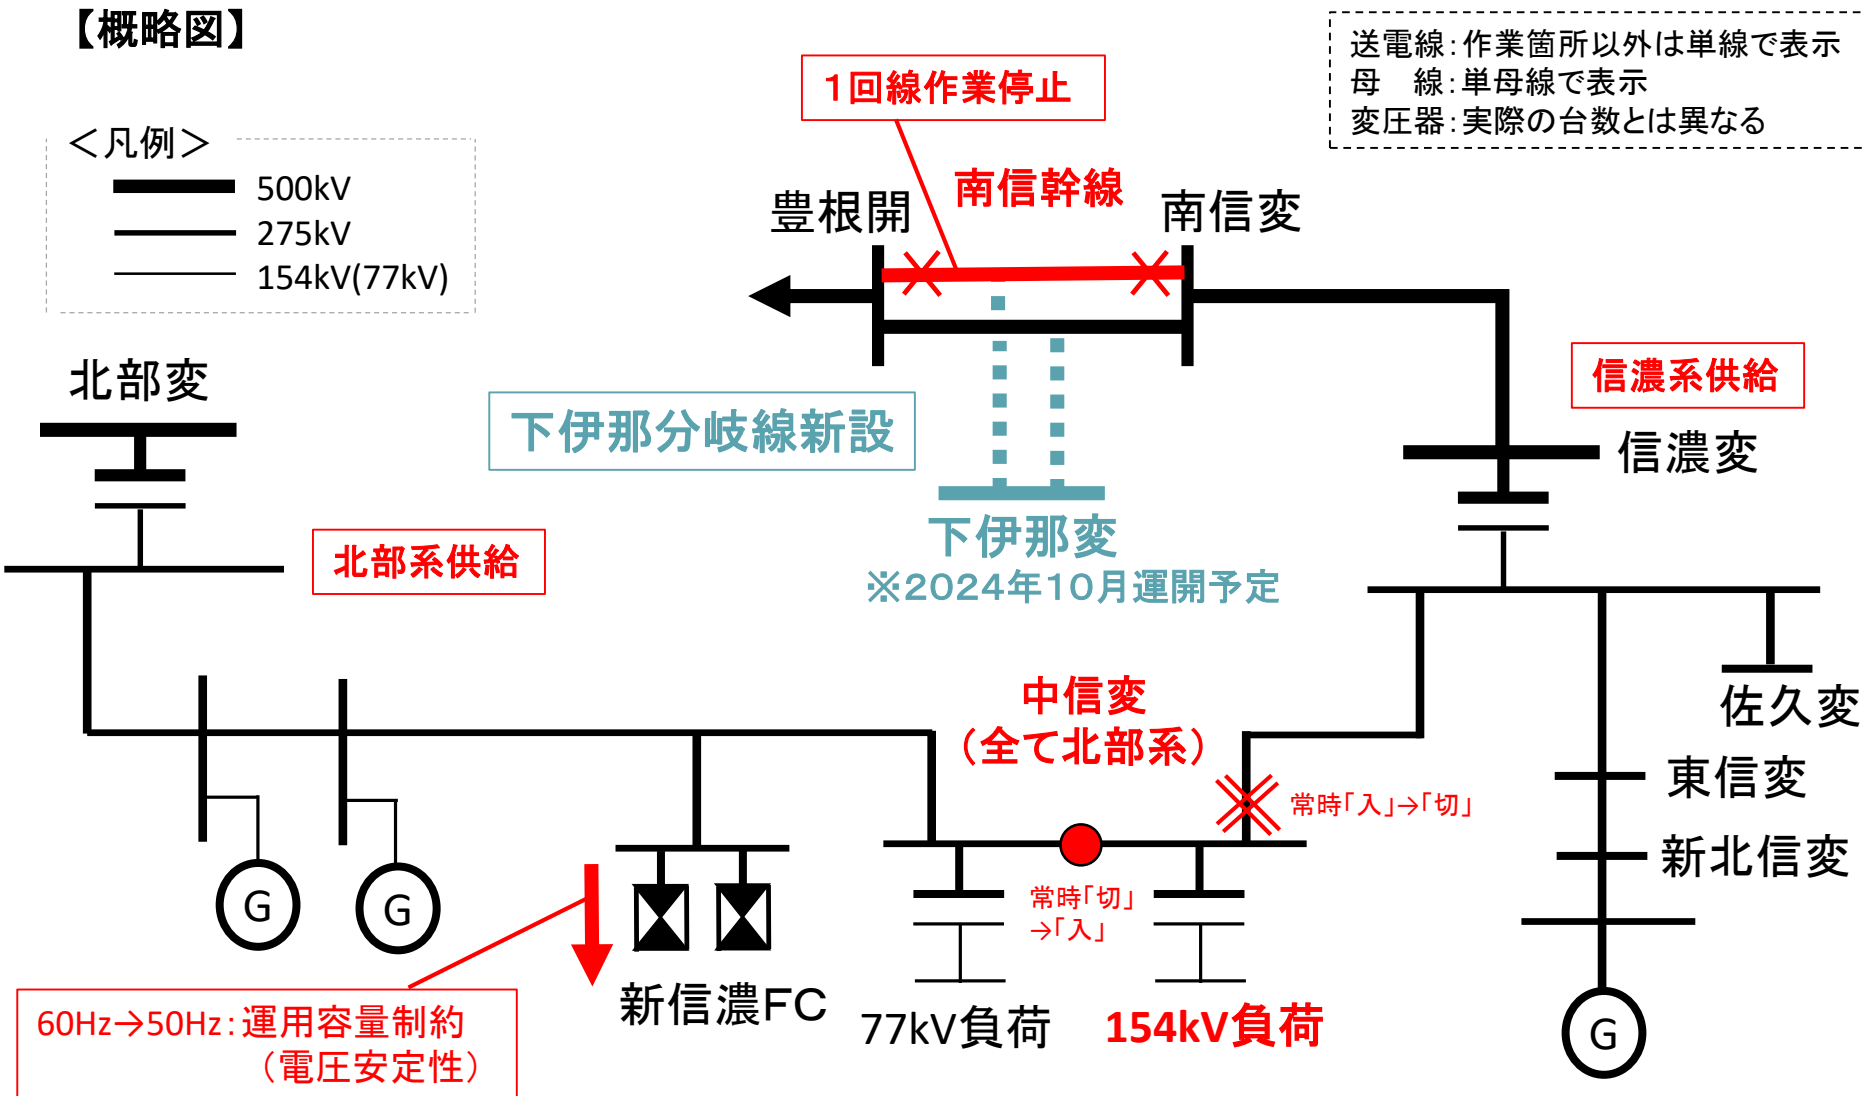 【概略図】
送電線:作業箇所以外は単線で表示
母　線:単母線で表示
変圧器:実際の台数とは異なる
1回線作業停止
＜凡例＞
500kV
275kV
154kV(77kV)
豊根開
南信幹線
南信変
北部変
信濃系供給
下伊那分岐線新設
信濃変
下伊那変
※2024年10月運開予定
北部系供給
中信変
（全て北部系）
佐久変
東信変
常時「入」→「切」
新北信変
G
G
常時「切」
→「入」
新信濃FC
77kV負荷
154kV負荷
G
60Hz→50Hz:運用容量制約
（電圧安定性）